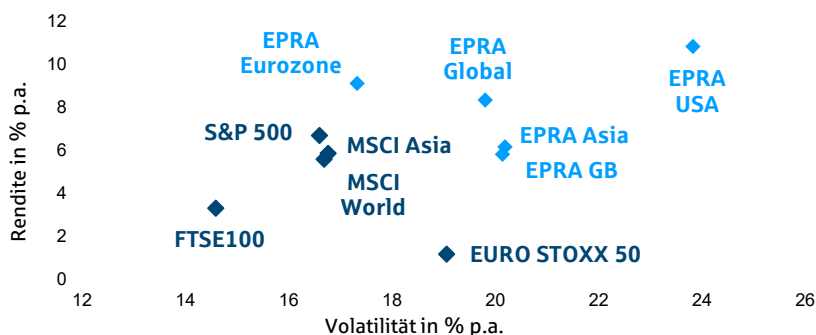 Rendite in % p.a.
12
10
8
6
4
2
0
EPRA
Eurozone
EPRA
Global
EPRA
USA
S&P 500
MSCI Asia
MSCI
World
EPRA Asia
EPRA GB
FTSE100
EURO STOXX 50
12 14 16 18 20 22 24 26
Volatilität in % p.a.